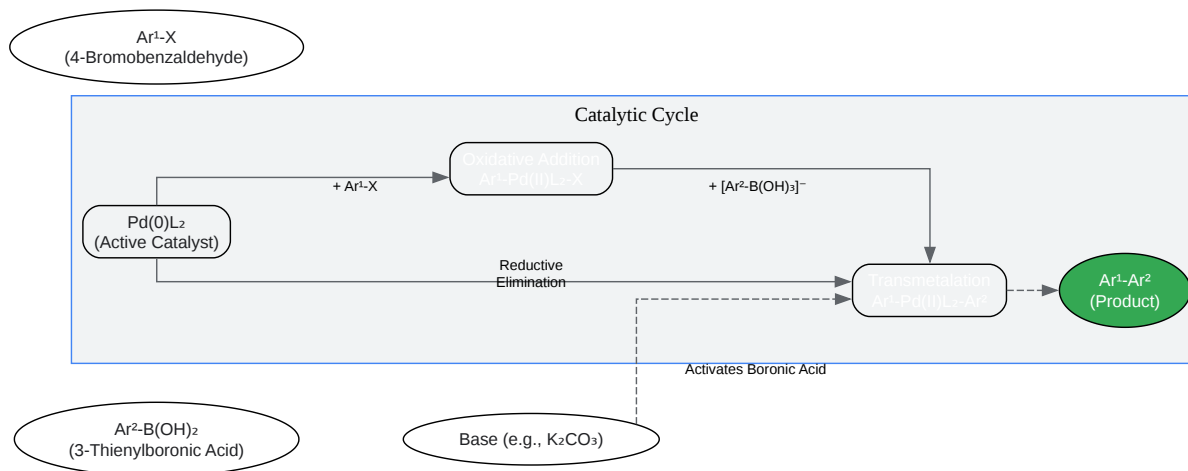 Ar¹-X
(4-Bromobenzaldehyde)
Catalytic Cycle
Oxidative Addition
Ar¹-Pd(II)L₂-X
+ Ar¹-X
+ [Ar²-B(OH)₃]⁻
Pd(0)L₂
(Active Catalyst)
Reductive
Elimination
Transmetalation
Ar¹-Pd(II)L₂-Ar²
Ar¹-Ar²
(Product)
Activates Boronic Acid
Ar²-B(OH)₂
(3-Thienylboronic Acid)
Base (e.g., K₂CO₃)